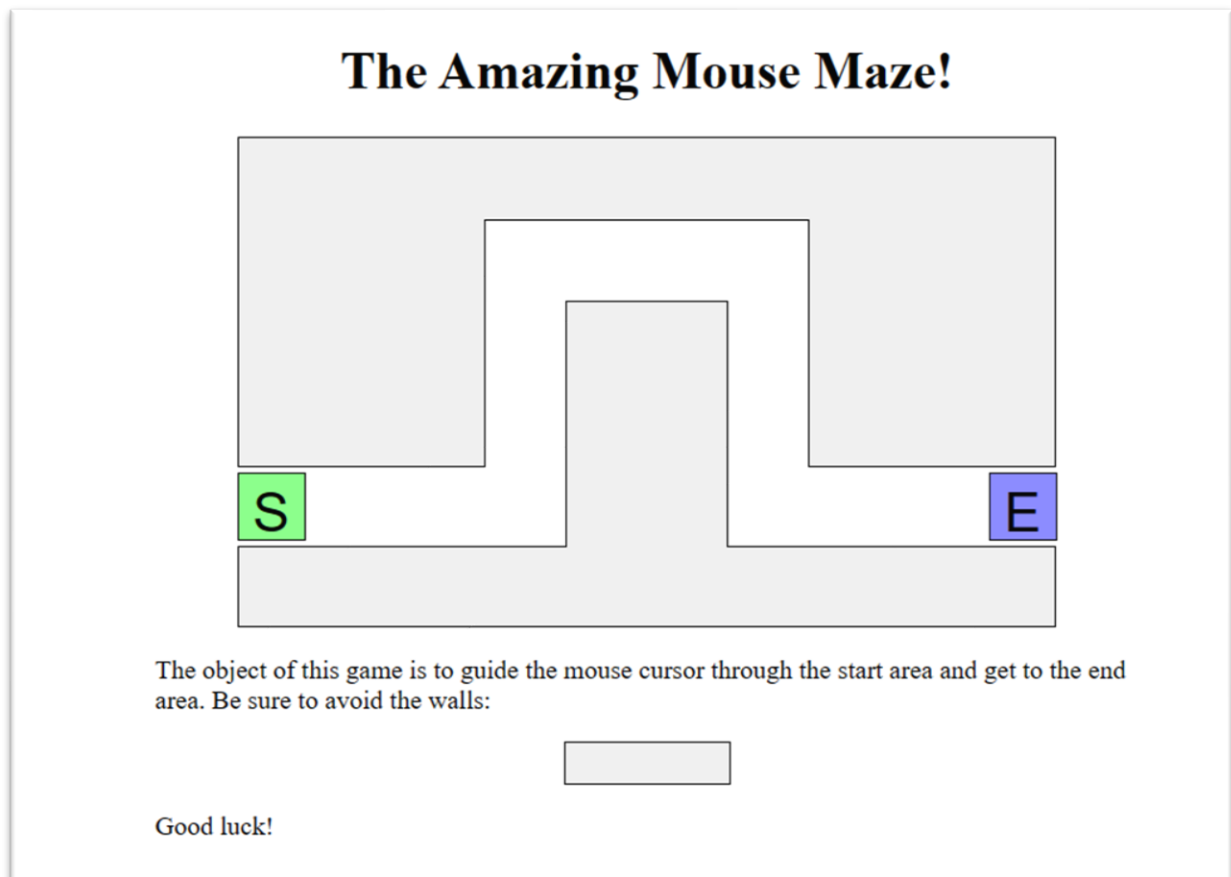 The Amazing Mouse Maze!
S
E
The object of this game is to guide the mouse cursor through the start area and get to the end
area. Be sure to avoid the walls:
Good luck!